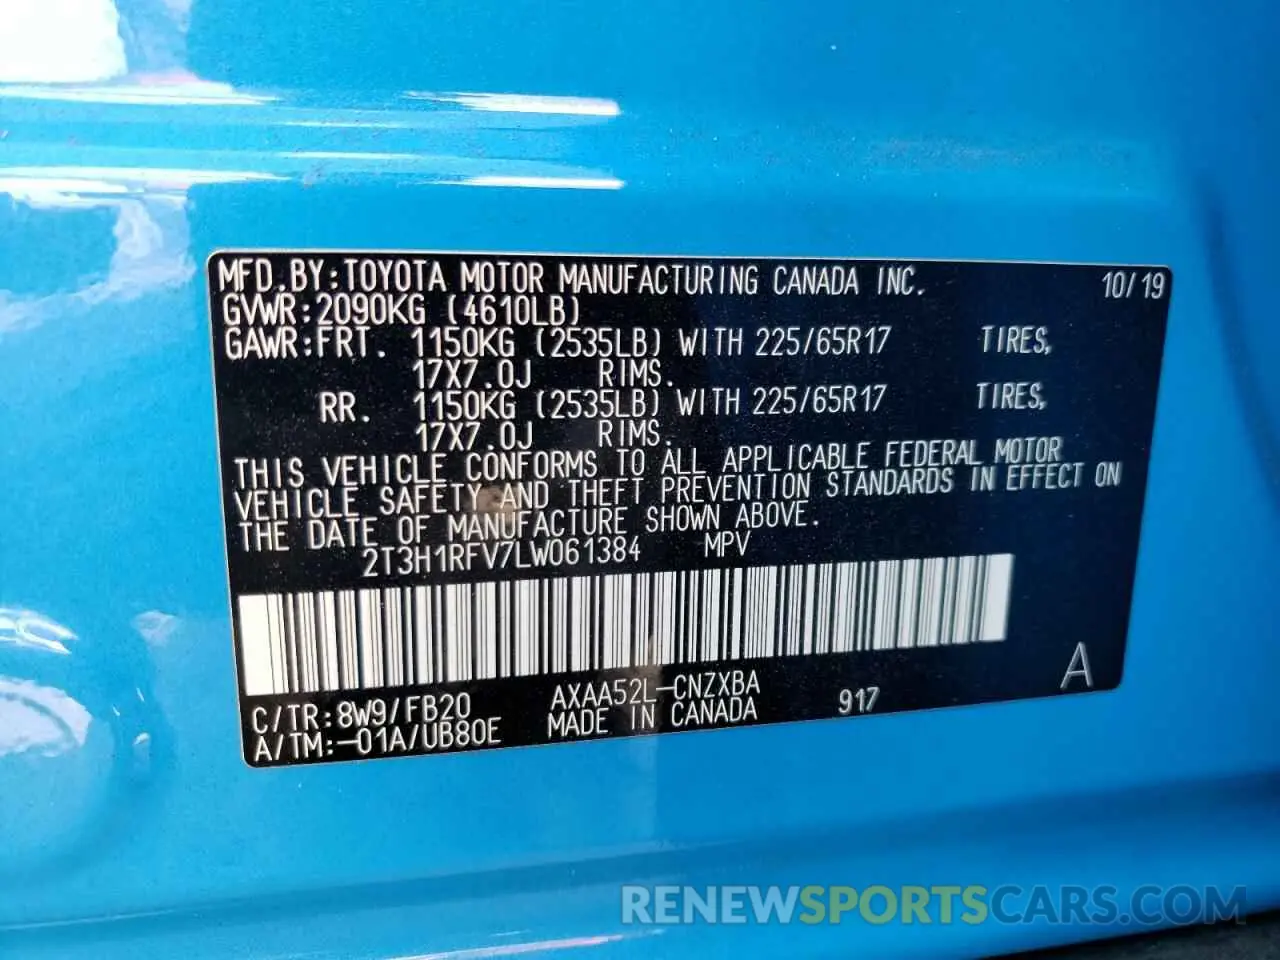 MFD.BY:TOYOTA MOTOR MANUFACTURING CANADA INC. 10/19
GVWR:2090KG (4610LB)
GAWR:FRT. 1150KG (2535LB) WITH 225/65R17 TIRES,
17X7.0J RIMS.
RR. 1150KG (2535LB) WITH 225/65R17 TIRES,
17X7.0J RIMS.
THIS VEHICLE CONFORMS TO ALL APPLICABLE FEDERAL MOTOR
VEHICLE SAFETY AND THEFT PREVENTION STANDARDS IN EFFECT ON
THE DATE OF MANUFACTURE SHOWN ABOVE.
2T3H1RFV7LW061384 MPV
A
C/TR:8W9/FB20 AXAA52L-CNZXBA 917
A/TM:-01A/UB80E MADE IN CANADA
RENEWSPORTSCARS.COM